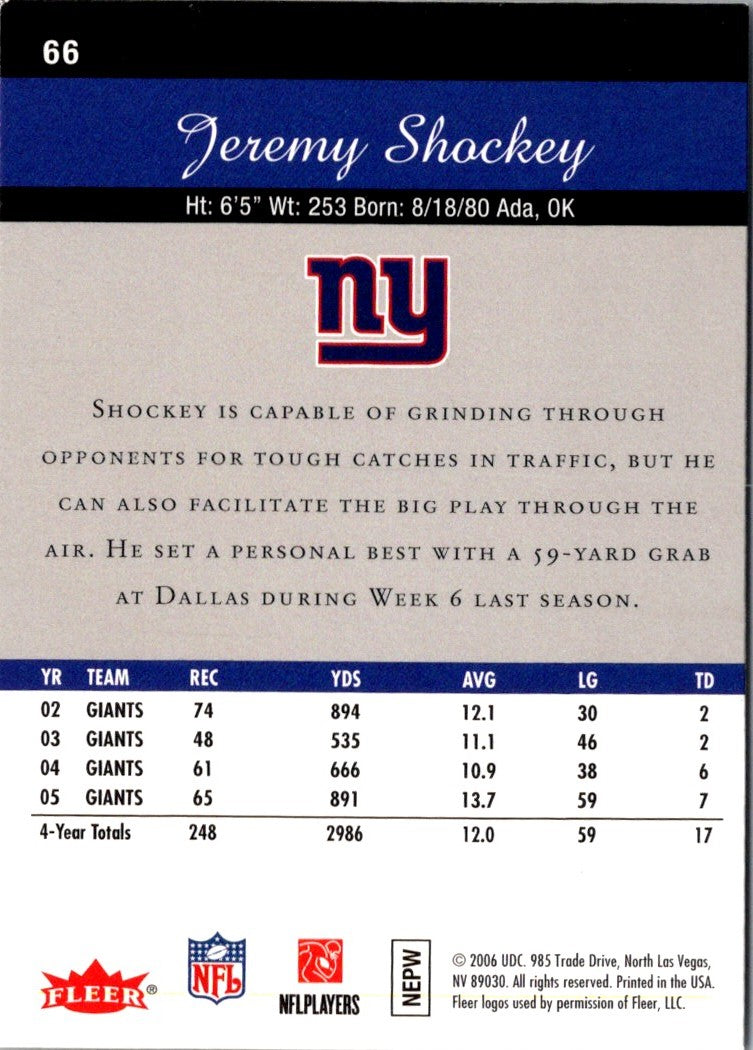 66
Jeremy Shockey
Ht: 6'5" Wt: 253 Born: 8/18/80 Ada, OK
ny
Shockey is capable of grinding through
opponents for tough catches in traffic, but he
can also facilitate the big play through the
air. He set a personal best with a 59-yard grab
at Dallas during Week 6 last season.
YR TEAM REC YDS AVG LG TD
02 GIANTS 74 894 12.1 30 2
03 GIANTS 48 535 11.1 46 2
04 GIANTS 61 666 10.9 38 6
05 GIANTS 65 891 13.7 59 7
4-Year Totals 248 2986 12.0 59 17
FLEER®
NFL
NFLPLAYERS
NEPW
© 2006 UDC. 985 Trade Drive, North Las Vegas,
NV 89030. All rights reserved. Printed in the USA.
Fleer logos used by permission of Fleer, LLC.